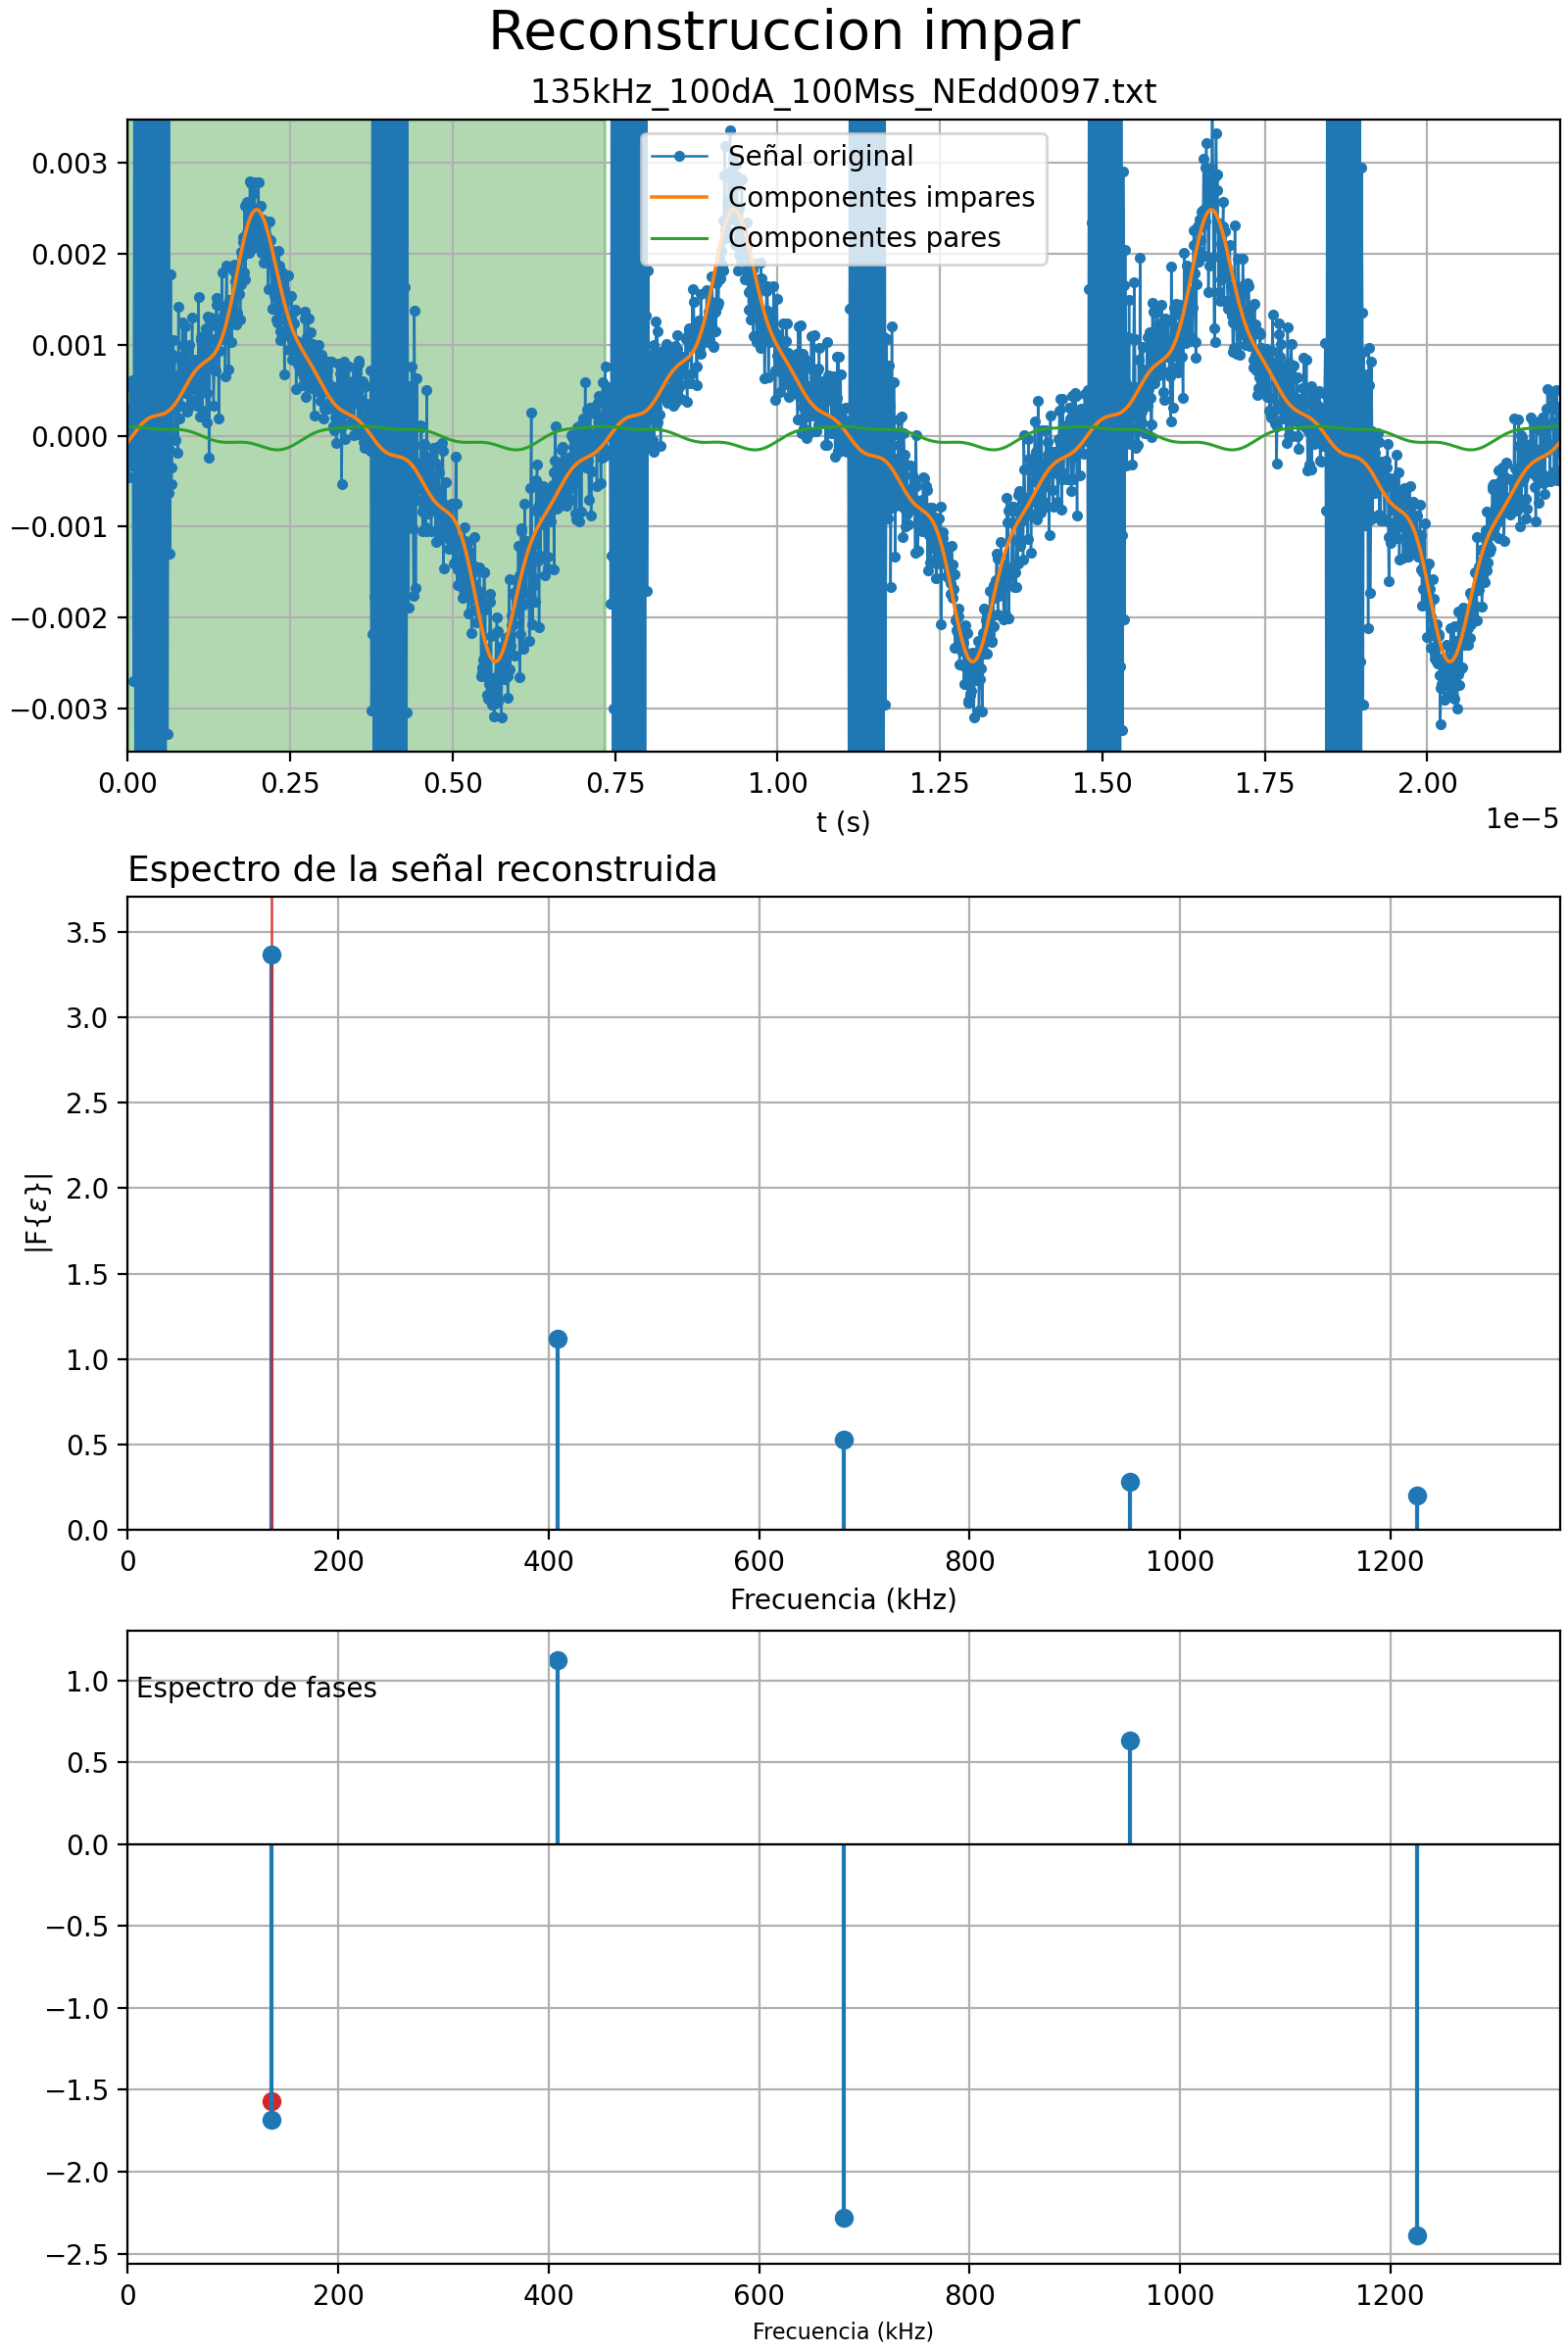 Reconstruccion impar
135kHz_100dA_100Mss_NEdd0097.txt
Señal original
Componentes impares
Componentes pares
0.003
0.002
0.001
0.000
−0.001
−0.002
−0.003
0.00 0.25 0.50 0.75 1.00 1.25 1.50 1.75 2.00
1e−5
t (s)
Espectro de la señal reconstruida
3.5
3.0
2.5
2.0
1.5
1.0
0.5
0.0
|F{ε}|
0 200 400 600 800 1000 1200
Frecuencia (kHz)
Espectro de fases
1.0
0.5
0.0
−0.5
−1.0
−1.5
−2.0
−2.5
0 200 400 600 800 1000 1200
Frecuencia (kHz)